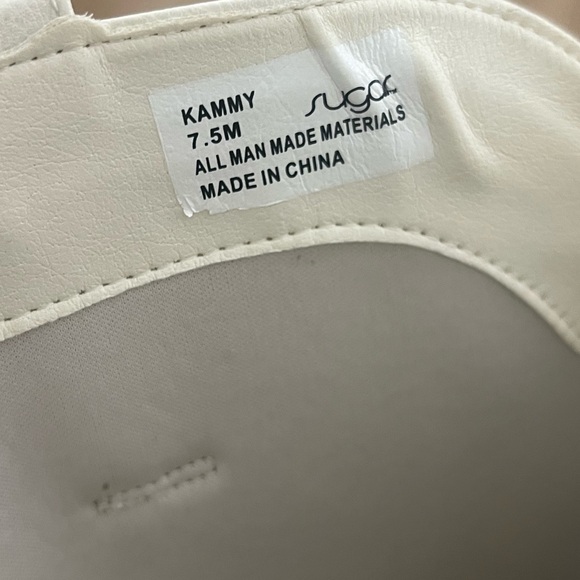 KAMMY sugar
7.5M
ALL MAN MADE MATERIALS
MADE IN CHINA